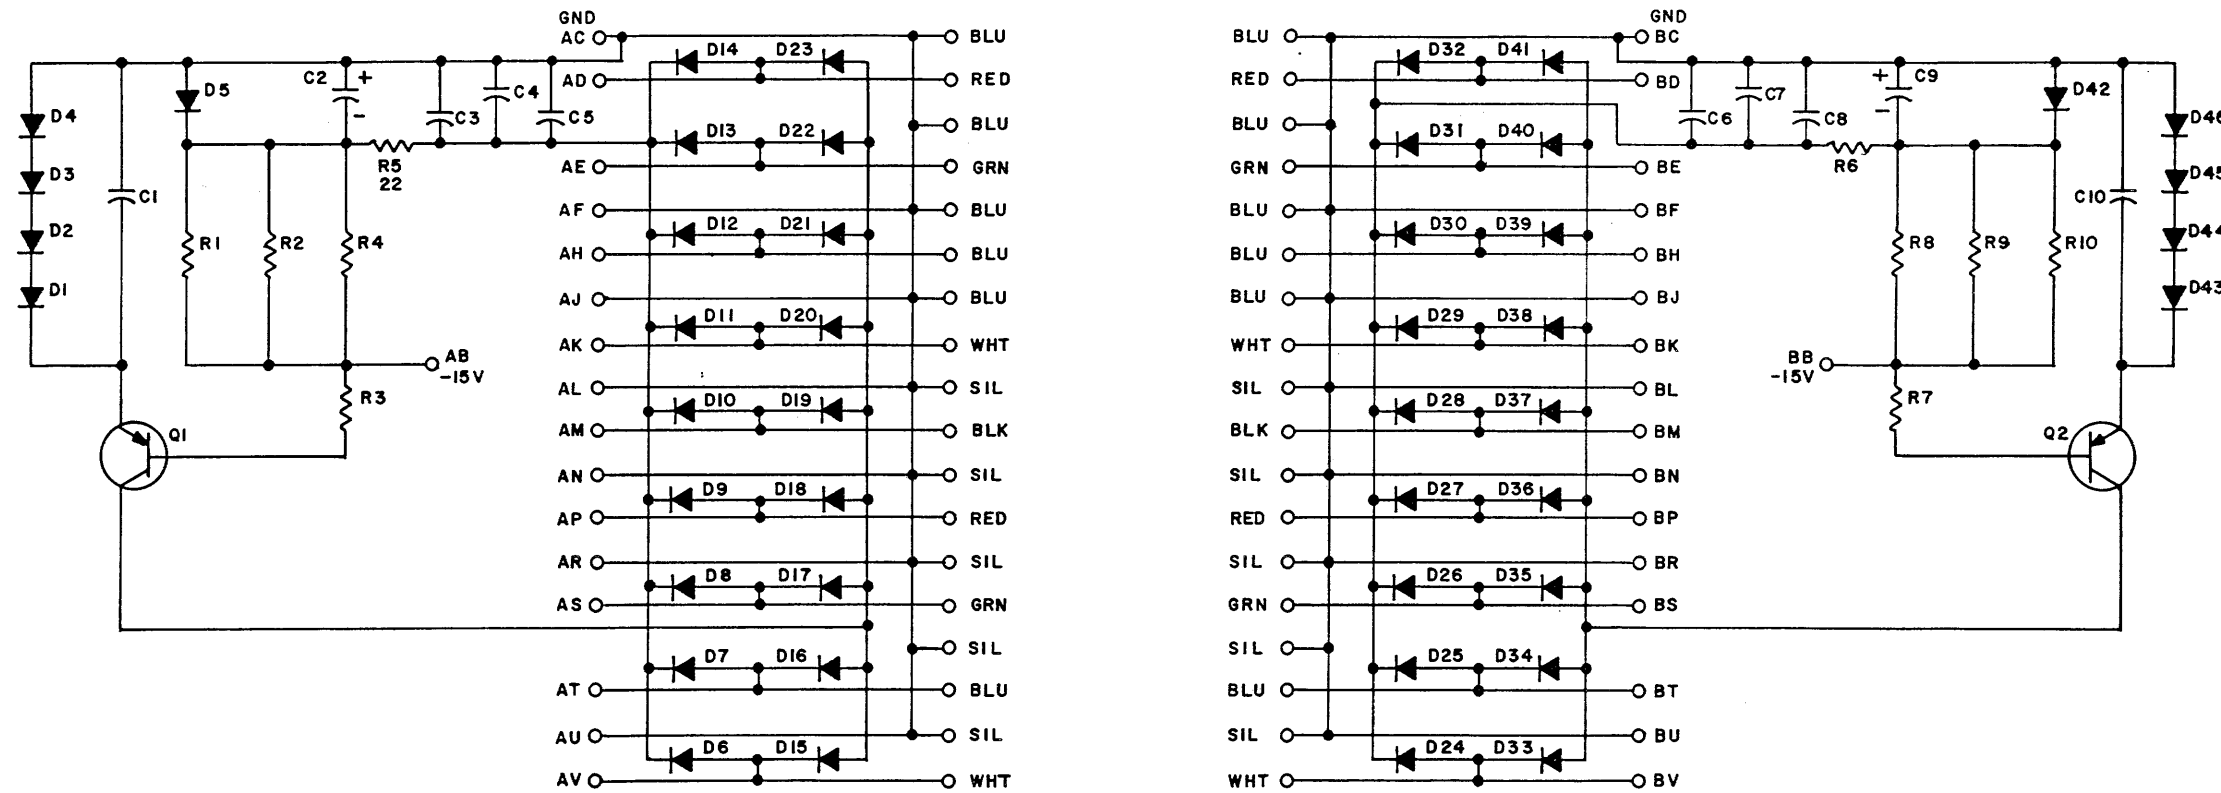 GND
AC
BLU
D14 D23
AD
RED
BLU
D13 D22
AE
GRN
AF
BLU
D12 D21
AH
BLU
AJ
BLU
D11 D20
AK
WHT
AL
SIL
D10 D19
AM
BLK
AN
SIL
D9 D18
AP
RED
AR
SIL
D8 D17
AS
GRN
SIL
D7 D16
AT
BLU
AU
SIL
D6 D15
AV
WHT
D4
D3
D2
D1
C1
D5
C2
+
-
C3
C4
C5
R5
22
R1
R2
R4
AB
-15V
R3
Q1
GND
BLU
BC
D32 D41
RED
BD
BLU
D31 D40
GRN
BE
BLU
BF
D30 D39
BLU
BH
BLU
BJ
D29 D38
WHT
BK
SIL
BL
D28 D37
BLK
BM
SIL
BN
D27 D36
RED
BP
SIL
BR
D26 D35
GRN
BS
SIL
D25 D34
BLU
BT
SIL
BU
D24 D33
WHT
BV
C6
C7
C8
+
C9
-
R6
D42
D46
D45
D44
D43
C10
R8
R9
R10
BB
-15V
R7
Q2